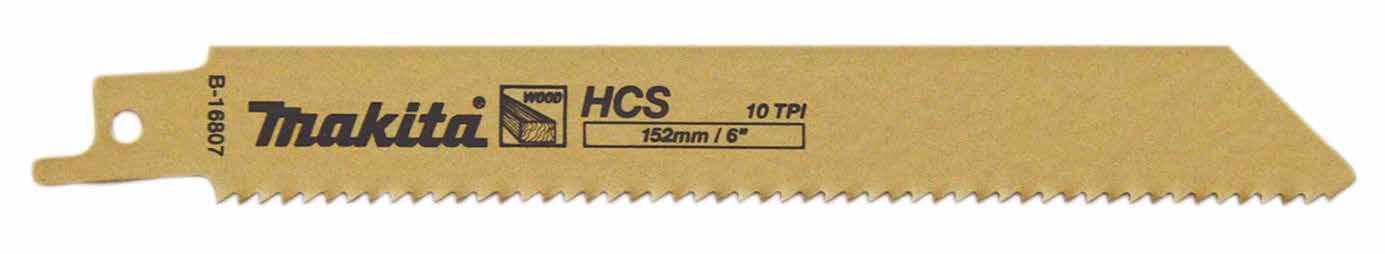 B-16807
Makita®
WOOD
HCS
10 TPI
152mm / 6"